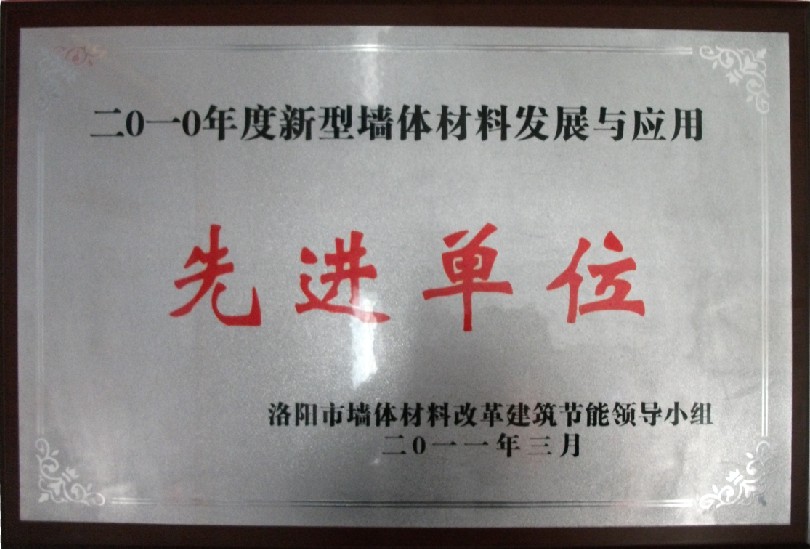 二0一0年度新型墙体材料发展与应用
先进单位
洛阳市墙体材料改革建筑节能领导小组
二0一一年三月